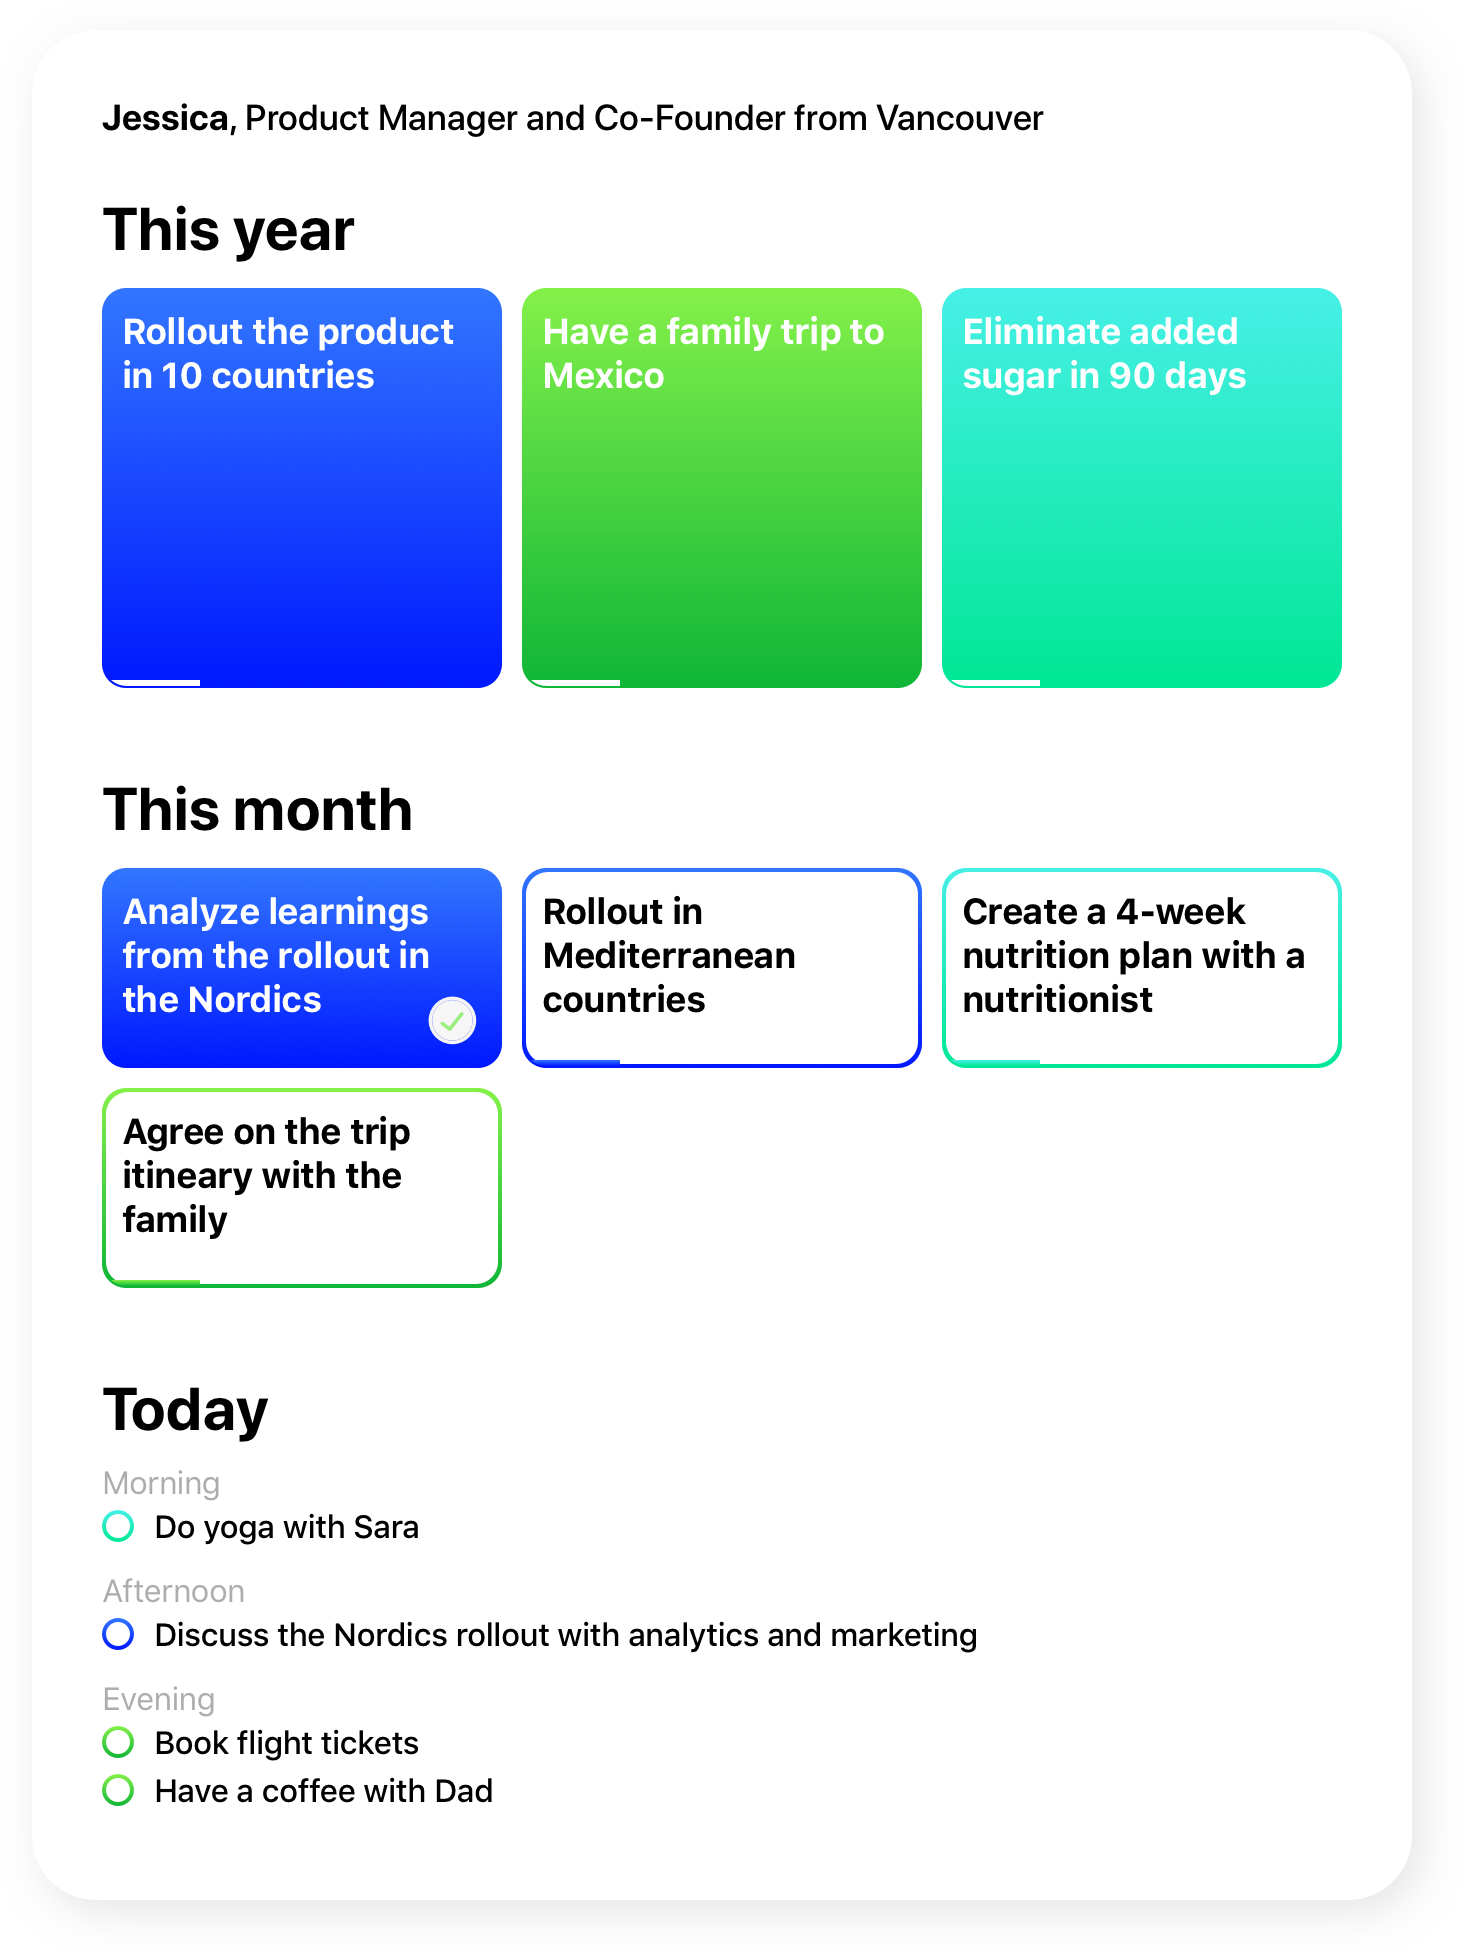 Jessica, Product Manager and Co-Founder from Vancouver
This year
Rollout the product
in 10 countries
Have a family trip to
Mexico
Eliminate added
sugar in 90 days
This month
Analyze learnings
from the rollout in
the Nordics
Rollout in
Mediterranean
countries
Create a 4-week
nutrition plan with a
nutritionist
Agree on the trip
itineary with the
family
Today
Morning
Do yoga with Sara
Afternoon
Discuss the Nordics rollout with analytics and marketing
Evening
Book flight tickets
Have a coffee with Dad